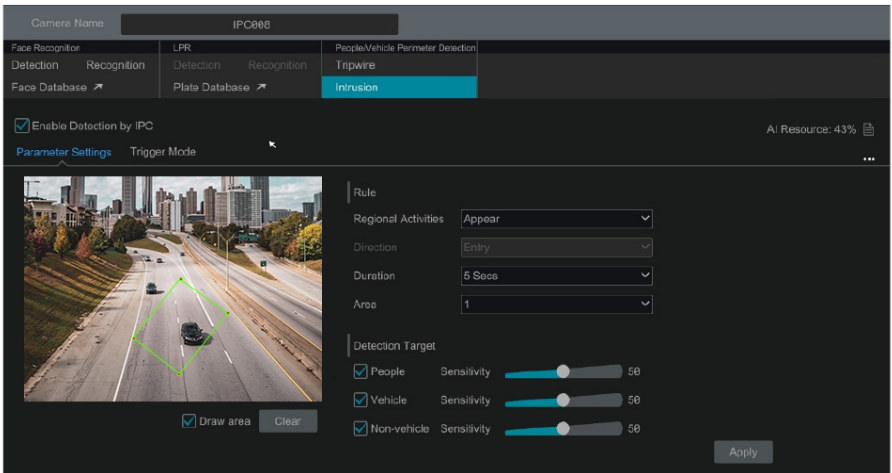 Camera Name IPC008
Face Recognition LPR People/Vehicle Perimeter Detection
Detection Recognition Detection Recognition Tripwire
Face Database Plate Database Intrusion
Enable Detection by IPC
AI Resource: 43%
Parameter Settings Trigger Mode
Rule
Regional Activities Appear
Direction Entry
Duration 5 Secs
Area 1
Detection Target
People Sensitivity 50
Vehicle Sensitivity 50
Non-vehicle Sensitivity 50
Draw area Clear
Apply